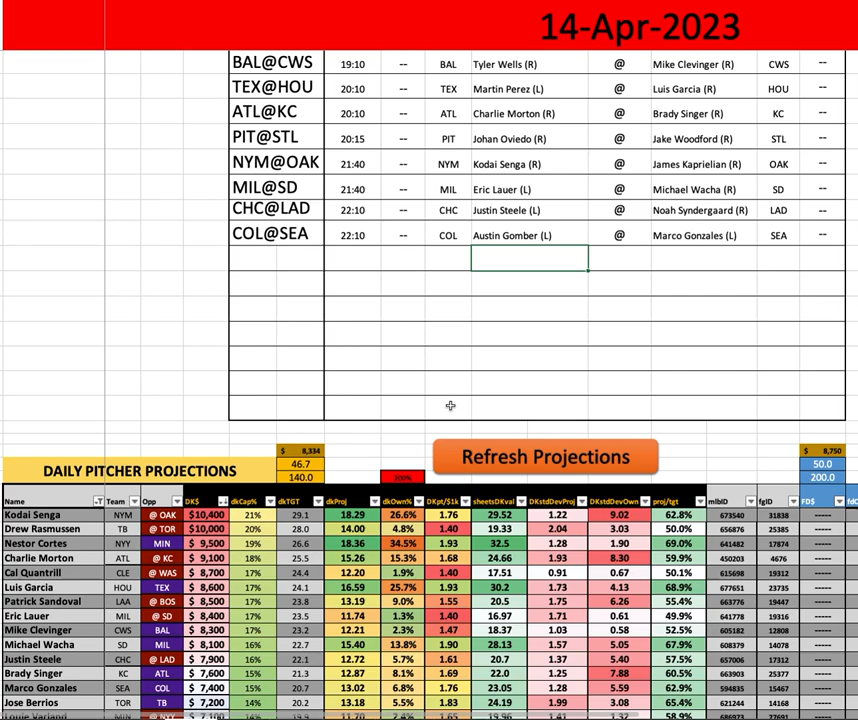 14-Apr-2023
BAL@CWS 19:10 -- BAL Tyler Wells (R) @ Mike Clevinger (R) CWS --
TEX@HOU 20:10 -- TEX Martin Perez (L) @ Luis Garcia (R) HOU --
ATL@KC 20:10 -- ATL Charlie Morton (R) @ Brady Singer (R) KC --
PIT@STL 20:15 -- PIT Johan Oviedo (R) @ Jake Woodford (R) STL --
NYM@OAK 21:40 -- NYM Kodai Senga (R) @ James Kaprielian (R) OAK --
MIL@SD 21:40 -- MIL Eric Lauer (L) @ Michael Wacha (R) SD --
CHC@LAD 22:10 -- CHC Justin Steele (L) @ Noah Syndergaard (R) LAD --
COL@SEA 22:10 -- COL Austin Gomber (L) @ Marco Gonzales (L) SEA --
$ 8,334 Refresh Projections $ 8,750
DAILY PITCHER PROJECTIONS 46.7 50.0
140.0 200% 200.0
Name Team Opp DK$ dkCap% dkTGT dkProj dkOwn% DKpt/$1k sheetsDKval DKstdDevProj DKstdDevOwn proj/tgt mlbID fgID FD$
Kodai Senga NYM @ OAK $10,400 21% 29.1 18.29 26.6% 1.76 29.52 1.22 9.02 62.8% 673540 31838 -----
Drew Rasmussen TB @ TOR $10,000 20% 28.0 14.00 4.8% 1.40 19.33 2.04 3.03 50.0% 656876 25385 -----
Nestor Cortes NYY MIN $ 9,500 19% 26.6 18.36 34.5% 1.93 32.5 1.28 1.90 69.0% 641482 17874 -----
Charlie Morton ATL @ KC $ 9,100 18% 25.5 15.26 15.3% 1.68 24.66 1.93 8.30 59.9% 450203 4676 -----
Cal Quantrill CLE @ WAS $ 8,700 17% 24.4 12.20 1.9% 1.40 17.51 0.91 0.67 50.1% 615698 19312 -----
Luis Garcia HOU TEX $ 8,600 17% 24.1 16.59 25.7% 1.93 30.2 1.73 4.13 68.9% 677651 23735 -----
Patrick Sandoval LAA @ BOS $ 8,500 17% 23.8 13.19 9.0% 1.55 20.5 1.75 6.26 55.4% 663776 19447 -----
Eric Lauer MIL @ SD $ 8,400 17% 23.5 11.74 1.3% 1.40 16.97 1.71 0.61 49.9% 641778 19316 -----
Mike Clevinger CWS BAL $ 8,300 17% 23.2 12.21 2.3% 1.47 18.37 1.03 0.58 52.5% 605182 12808 -----
Michael Wacha SD MIL $ 8,100 16% 22.7 15.40 13.8% 1.90 28.13 1.57 5.05 67.9% 608379 14078 -----
Justin Steele CHC @ LAD $ 7,900 16% 22.1 12.72 5.7% 1.61 20.7 1.37 5.40 57.5% 657006 17312 -----
Brady Singer KC ATL $ 7,600 15% 21.3 12.87 8.1% 1.69 22.0 1.25 7.88 60.5% 663903 25377 -----
Marco Gonzales SEA COL $ 7,400 15% 20.7 13.02 6.8% 1.76 23.05 1.28 5.59 62.9% 594835 15467 -----
Jose Berrios TOR TB $ 7,200 14% 20.2 13.18 5.5% 1.83 24.19 1.99 3.08 65.4% 621244 14168 -----